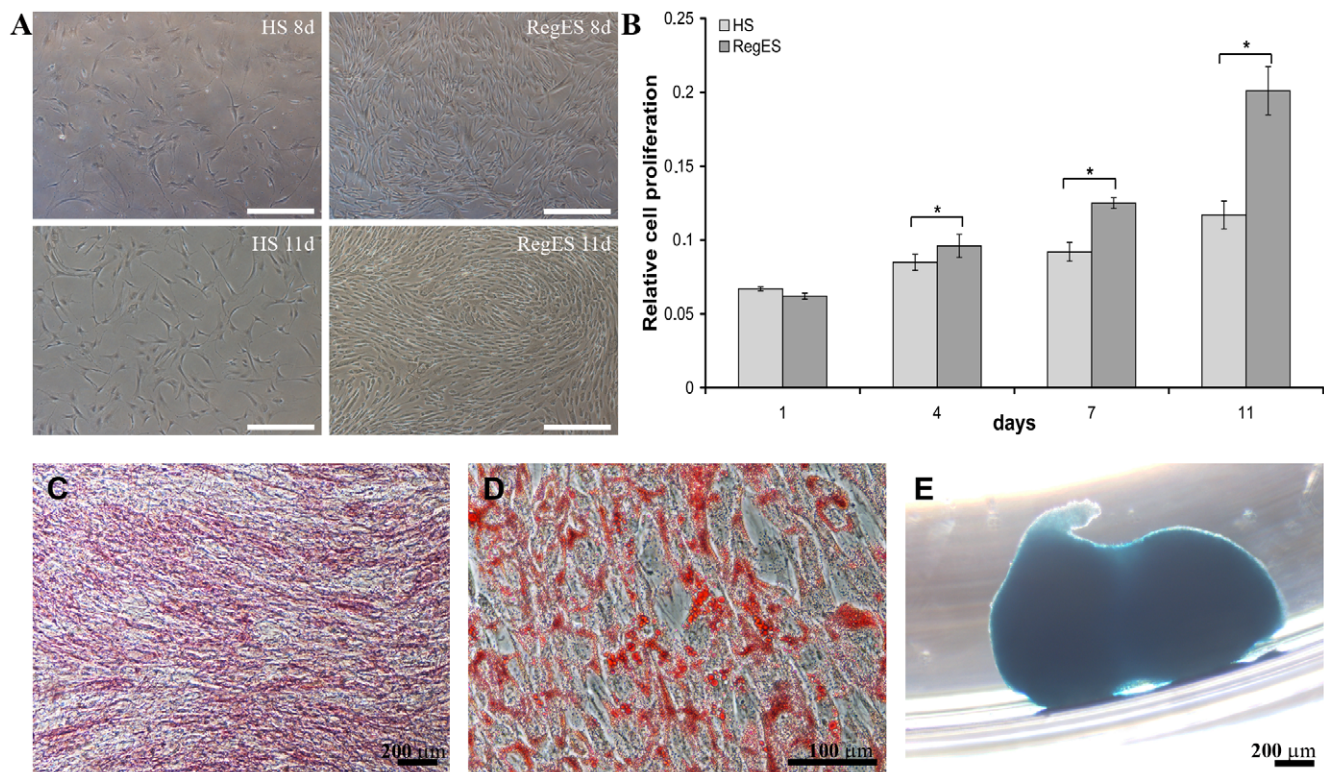 A
HS 8d
RegES 8d
HS 11d
RegES 11d
B
HS
RegES
Relative cell proliferation
0.25
0.2
0.15
0.1
0.05
0
*
*
*
1
4
7
11
days
C
200 µm
D
100 µm
E
200 µm